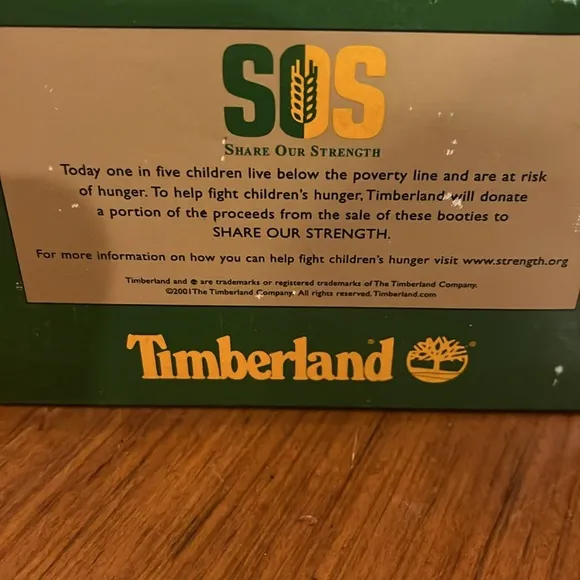 SOS
SHARE OUR STRENGTH
Today one in five children live below the poverty line and are at risk
of hunger. To help fight children's hunger, Timberland will donate
a portion of the proceeds from the sale of these booties to
SHARE OUR STRENGTH.
For more information on how you can help fight children's hunger visit www.strength.org
Timberland and are trademarks or registered trademarks of The Timberland Company.
©2001 The Timberland Company. All rights reserved. Timberland.com
Timberland®
®